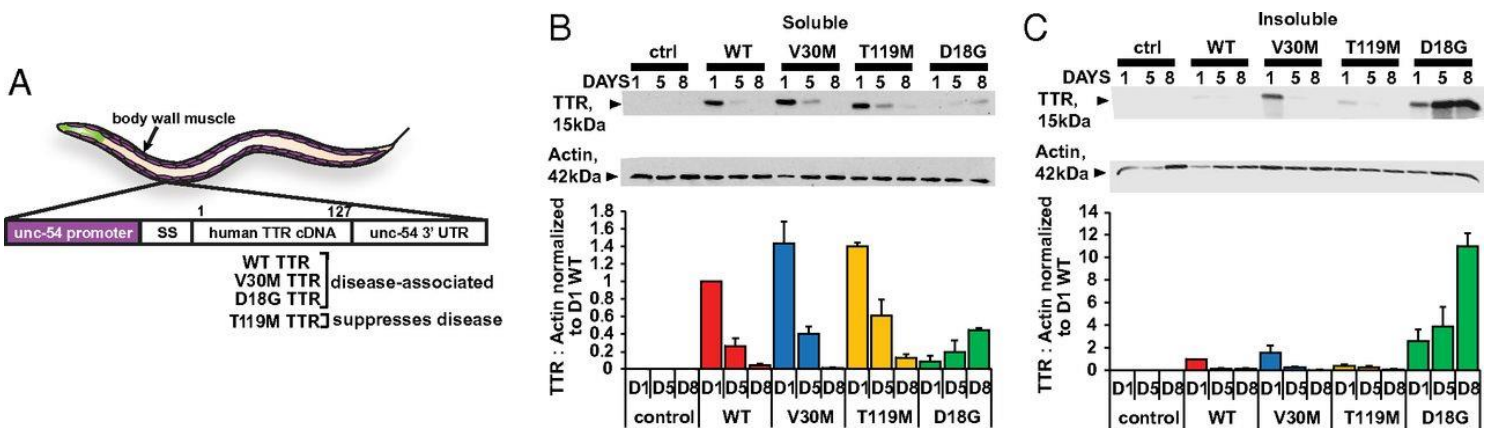 A
body wall muscle
1 127
unc-54 promoter SS human TTR cDNA unc-54 3' UTR
WT TTR
V30M TTR
D18G TTR
disease-associated
T119M TTR suppresses disease
B
Soluble
ctrl WT V30M T119M D18G
DAYS 1 5 8 1 5 8 1 5 8 1 5 8 1 5 8
TTR,
15kDa
Actin,
42kDa
TTR : Actin normalized
to D1 WT
1.8
1.6
1.4
1.2
1
0.8
0.6
0.4
0.2
0
D1 D5 D8 D1 D5 D8 D1 D5 D8 D1 D5 D8 D1 D5 D8
control WT V30M T119M D18G
C
Insoluble
ctrl WT V30M T119M D18G
DAYS 1 5 8 1 5 8 1 5 8 1 5 8 1 5 8
TTR,
15kDa
Actin,
42kDa
TTR : Actin normalized
to D1 WT
14
12
10
8
6
4
2
0
D1 D5 D8 D1 D5 D8 D1 D5 D8 D1 D5 D8 D1 D5 D8
control WT V30M T119M D18G